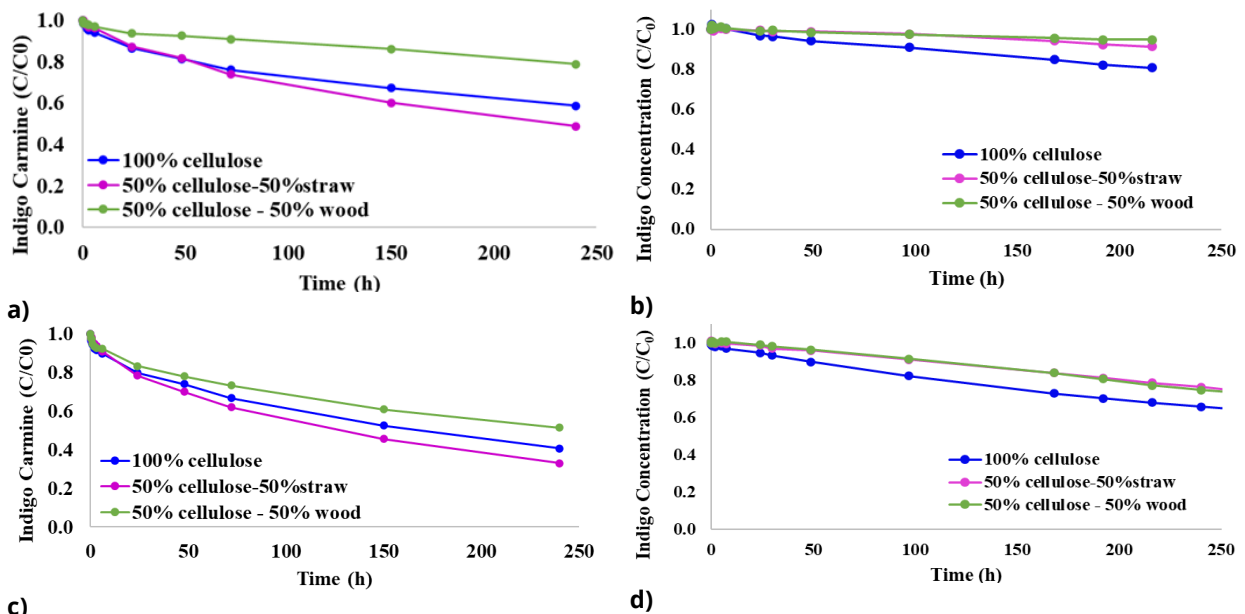 Indigo Carmine (C/C0)
1.0
0.8
0.6
0.4
0.2
0.0
100% cellulose
50% cellulose-50%straw
50% cellulose - 50% wood
0 50 100 150 200 250
Time (h)
a)
Indigo Concentration (C/C₀)
1.0
0.8
0.6
0.4
0.2
0.0
100% cellulose
50% cellulose-50%straw
50% cellulose - 50% wood
0 50 100 150 200 250
Time (h)
b)
Indigo Carmine (C/C0)
1.0
0.8
0.6
0.4
0.2
0.0
100% cellulose
50% cellulose-50%straw
50% cellulose - 50% wood
0 50 100 150 200 250
Time (h)
c)
Indigo Concentration (C/C₀)
1.0
0.8
0.6
0.4
0.2
0.0
100% cellulose
50% cellulose-50%straw
50% cellulose - 50% wood
0 50 100 150 200 250
Time (h)
d)